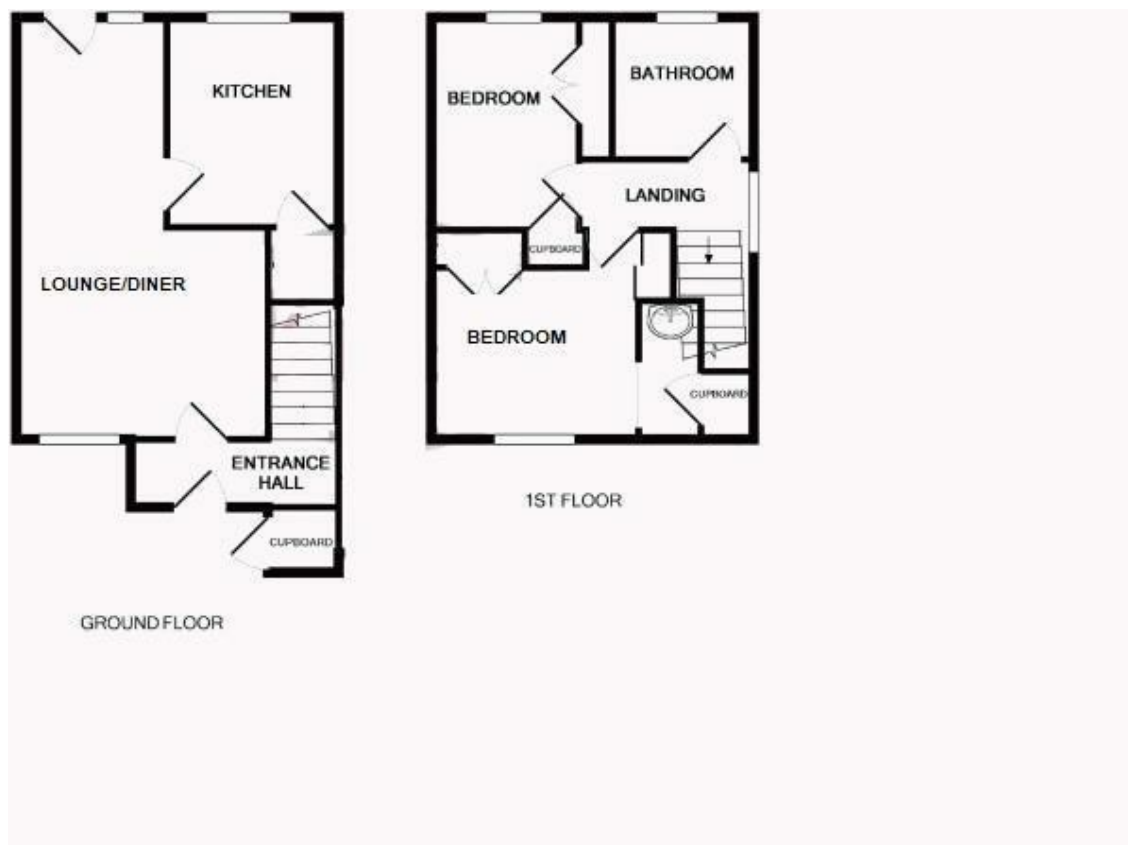 KITCHEN
LOUNGE/DINER
ENTRANCE
HALL
CUPBOARD
GROUND FLOOR
BEDROOM
BATHROOM
LANDING
CUPBOARD
BEDROOM
CUPBOARD
1ST FLOOR